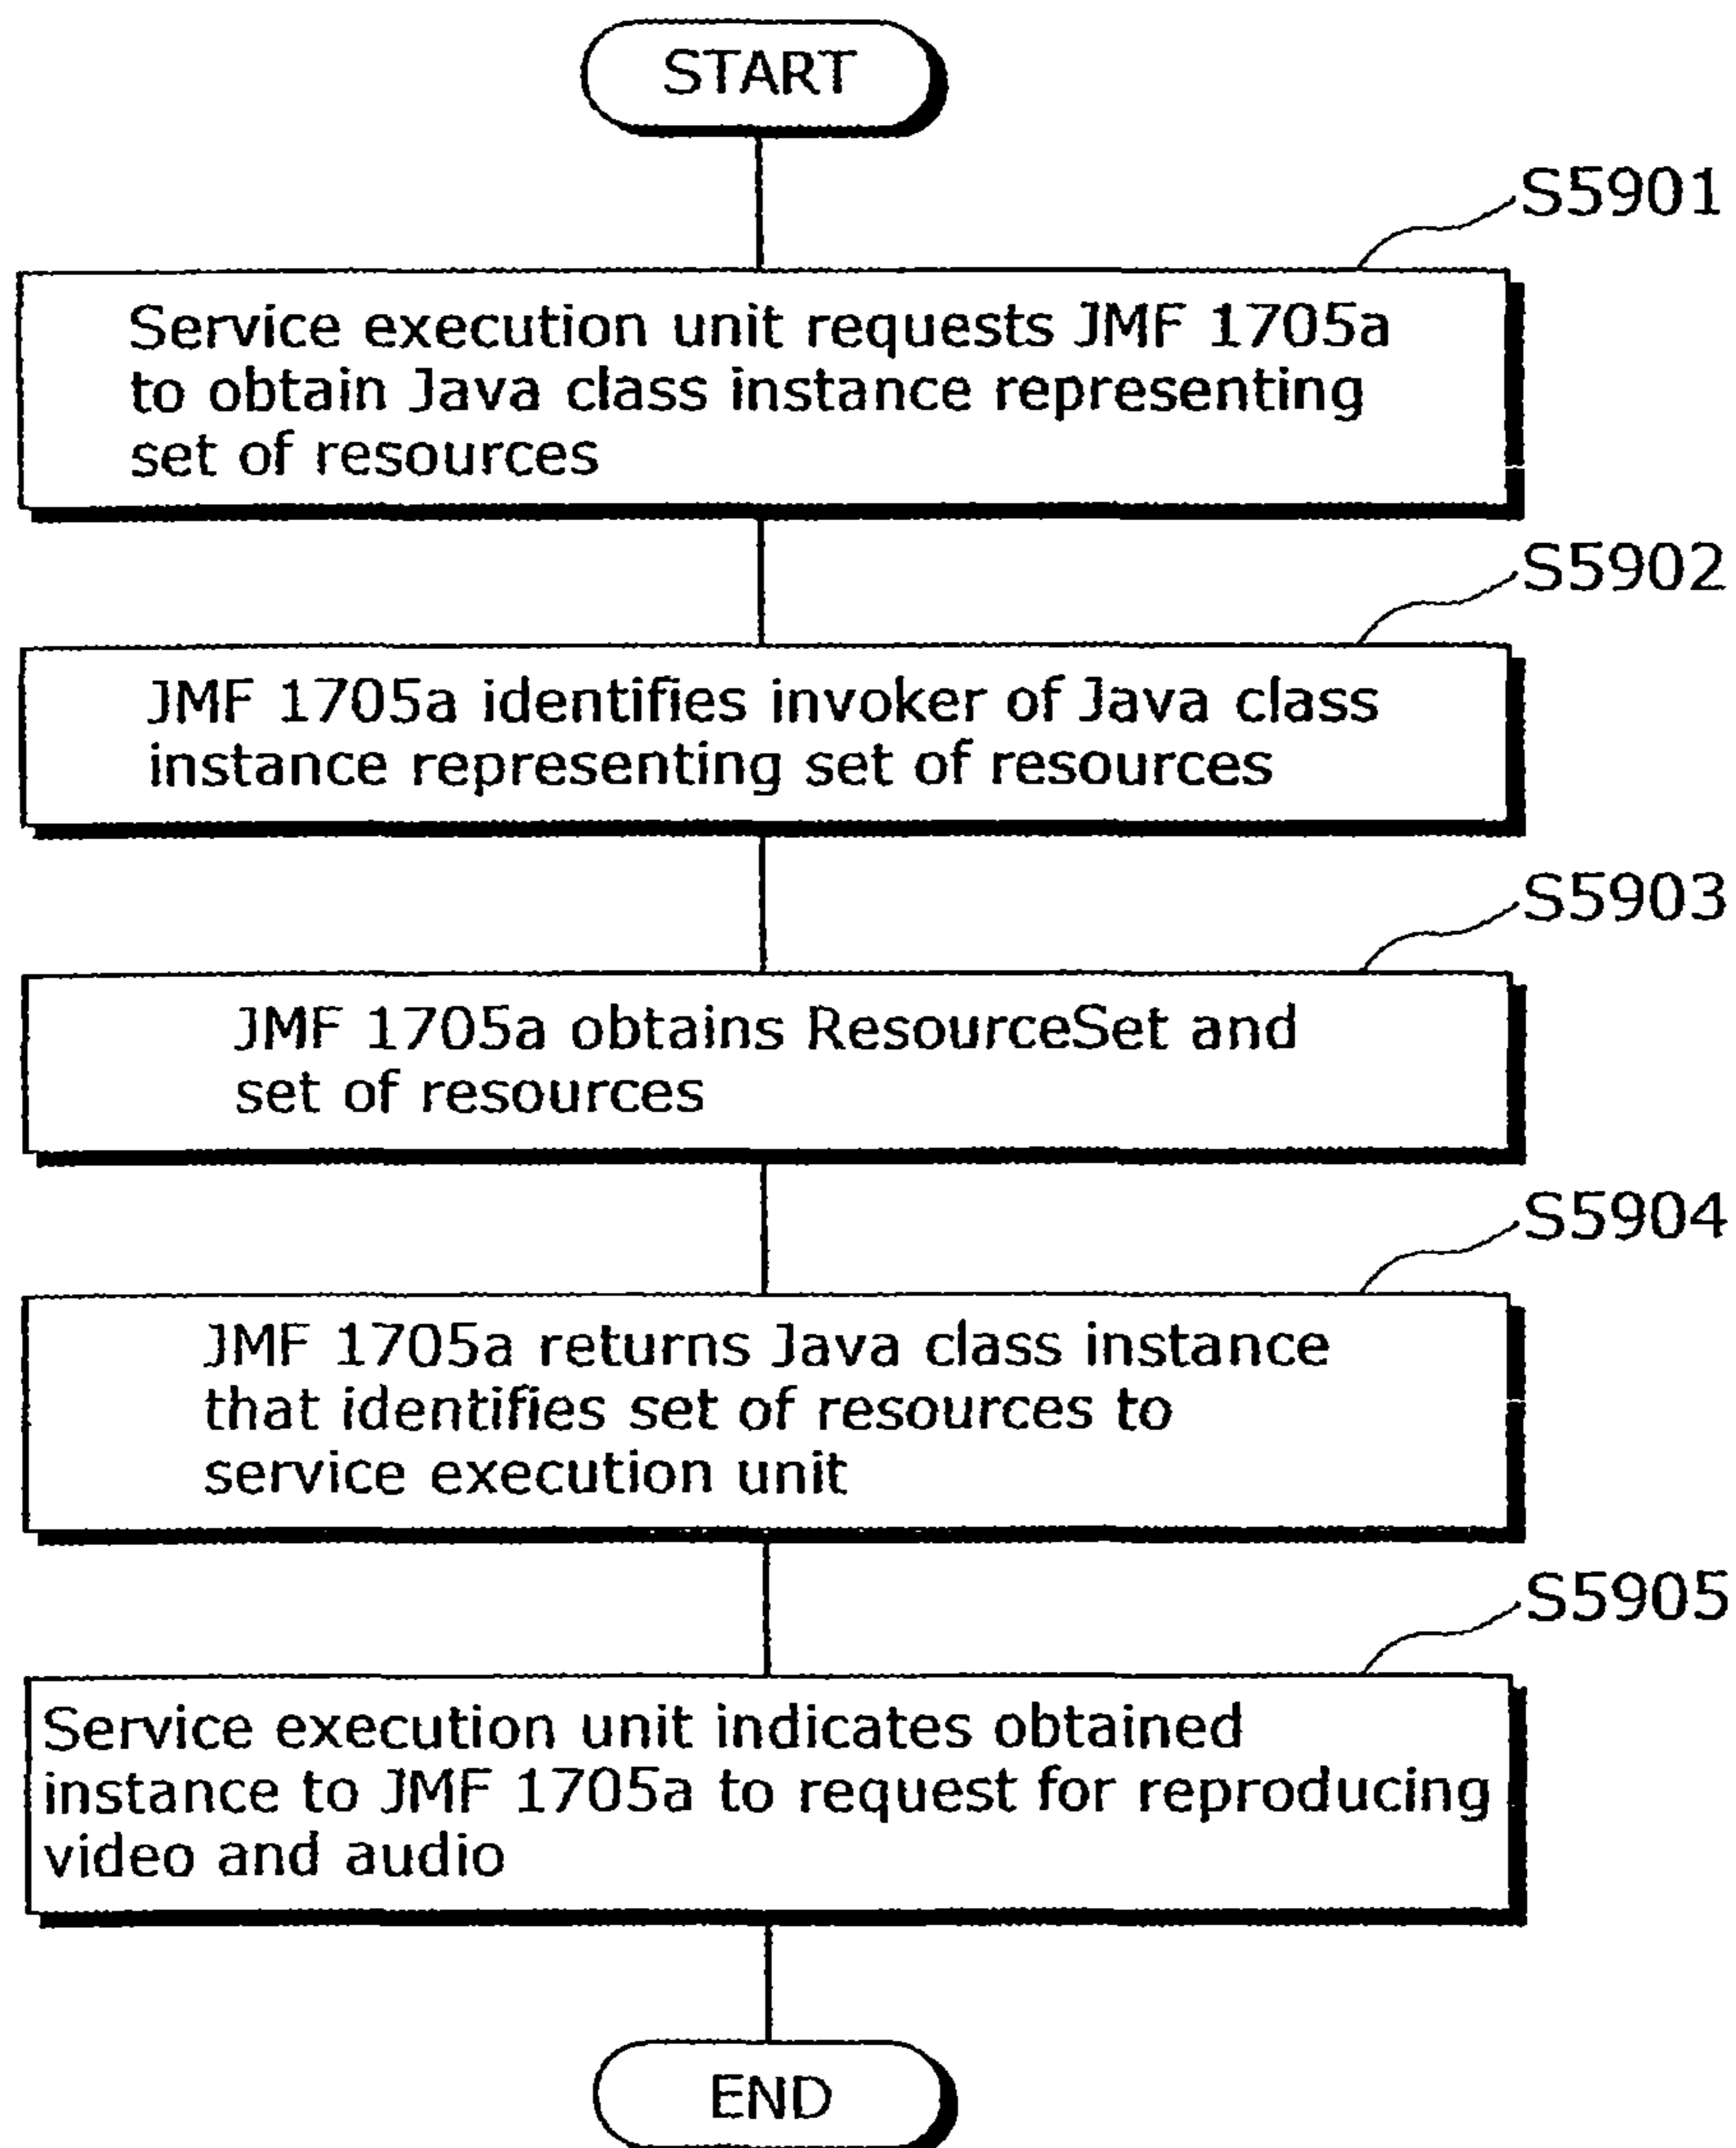 START
S5901
Service execution unit requests JMF 1705a
to obtain Java class instance representing
set of resources
S5902
JMF 1705a identifies invoker of Java class
instance representing set of resources
S5903
JMF 1705a obtains ResourceSet and
set of resources
S5904
JMF 1705a returns Java class instance
that identifies set of resources to
service execution unit
S5905
Service execution unit indicates obtained
instance to JMF 1705a to request for reproducing
video and audio
END